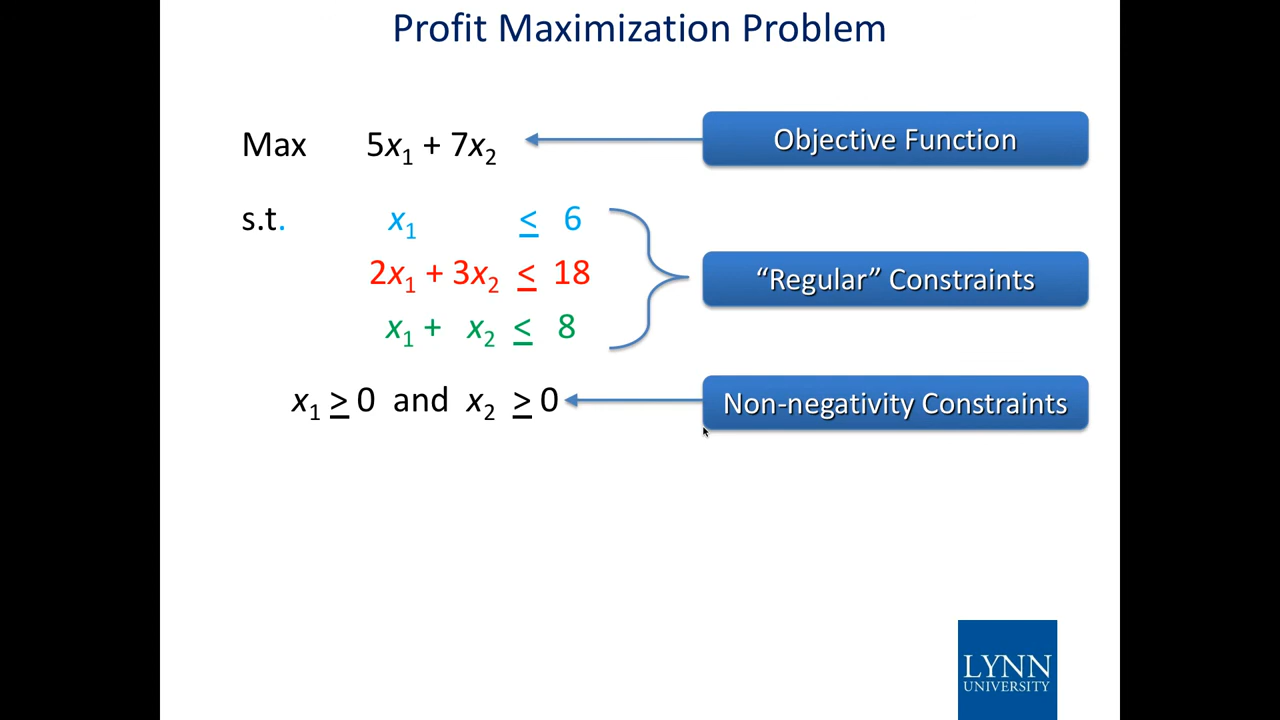 Profit Maximization Problem
Max 5x₁ + 7x₂
Objective Function
s.t. x₁ ≤ 6
2x₁ + 3x₂ ≤ 18
"Regular" Constraints
x₁ + x₂ ≤ 8
x₁ ≥ 0 and x₂ ≥ 0
Non-negativity Constraints
LYNN
UNIVERSITY